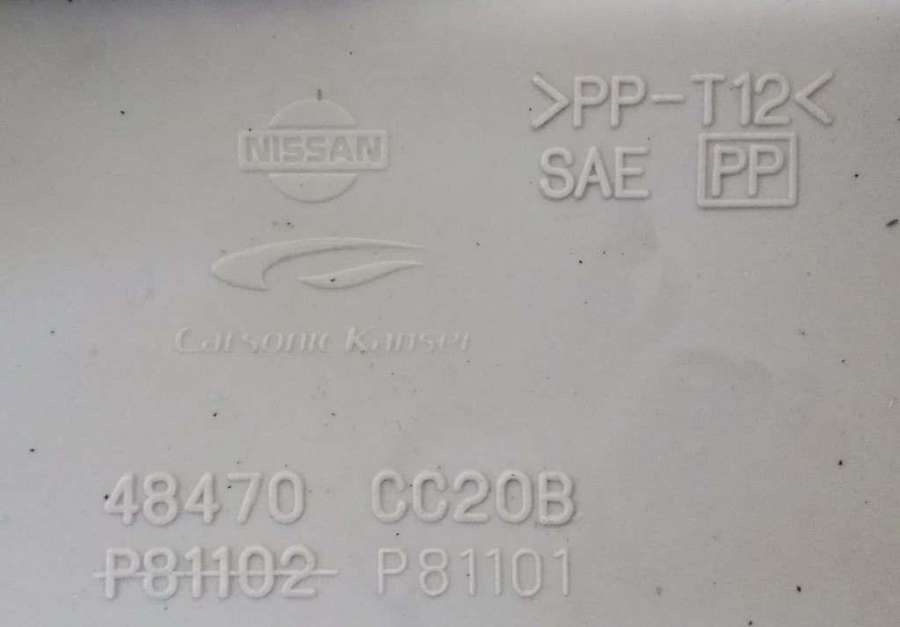 NISSAN
>PP-T12<
SAE PP
Calsonic Kansei
48470 CC20B
P81102 P81101